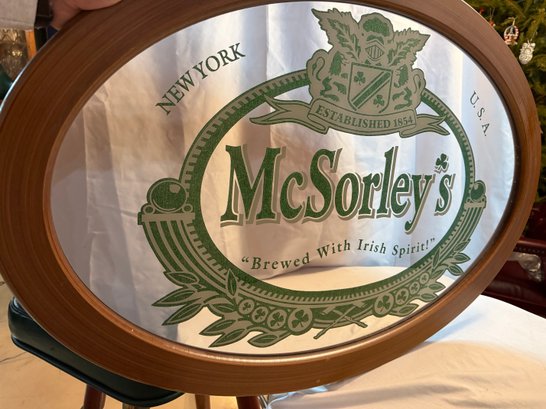 NEW YORK
U.S.A.
ESTABLISHED 1854
McSorley's
"Brewed With Irish Spirit!"